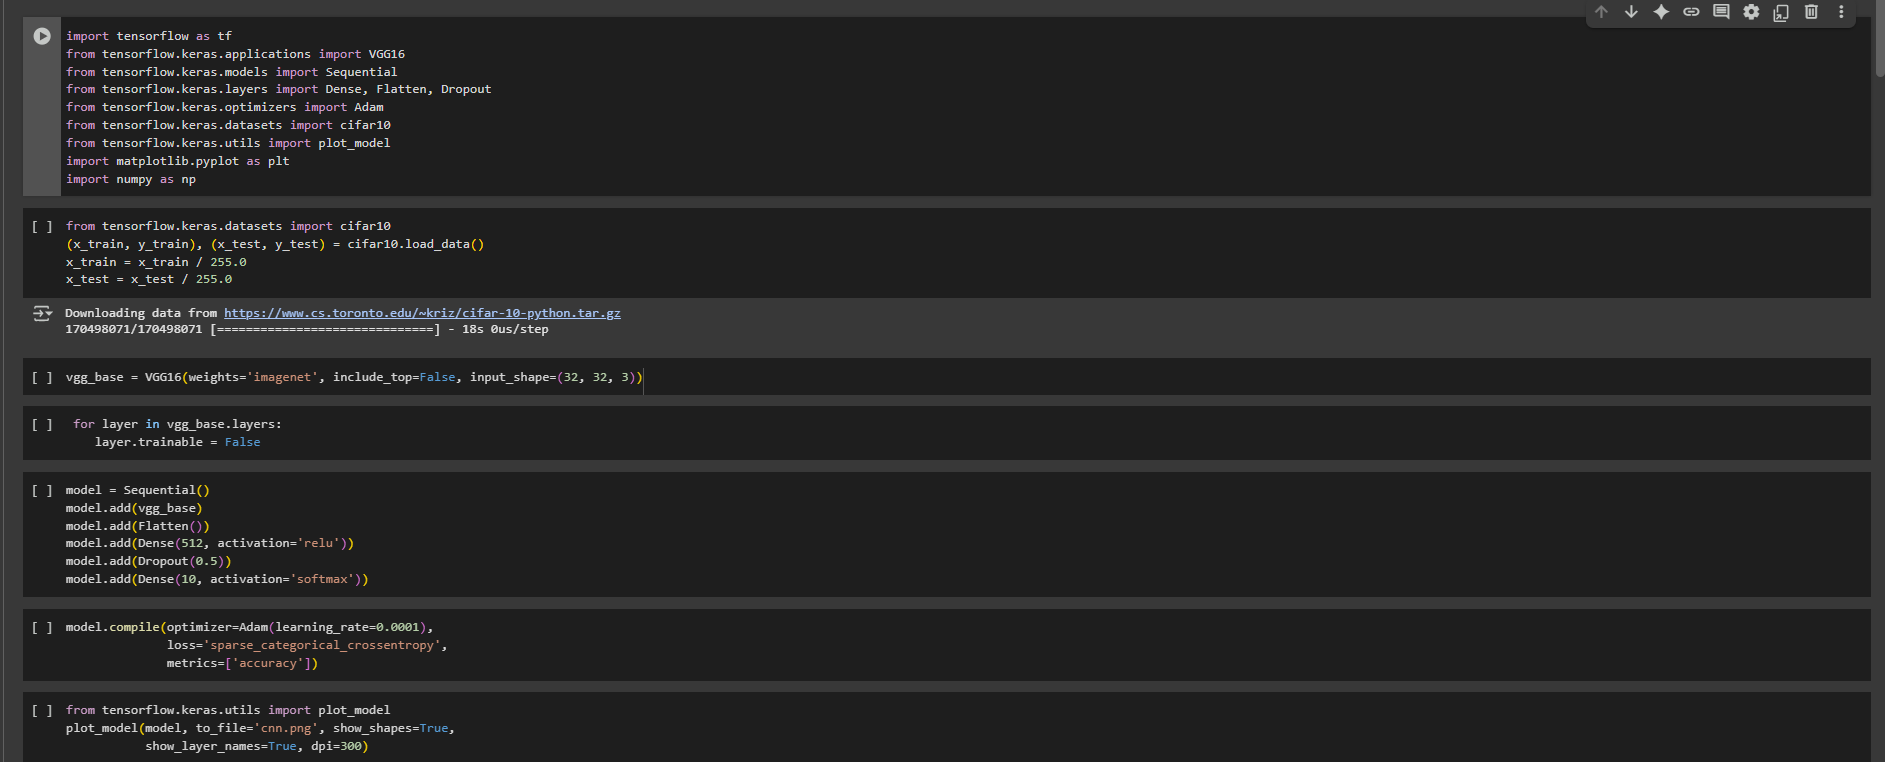 import tensorflow as tf
from tensorflow.keras.applications import VGG16
from tensorflow.keras.models import Sequential
from tensorflow.keras.layers import Dense, Flatten, Dropout
from tensorflow.keras.optimizers import Adam
from tensorflow.keras.datasets import cifar10
from tensorflow.keras.utils import plot_model
import matplotlib.pyplot as plt
import numpy as np
[ ] from tensorflow.keras.datasets import cifar10
(x_train, y_train), (x_test, y_test) = cifar10.load_data()
x_train = x_train / 255.0
x_test = x_test / 255.0
Downloading data from https://www.cs.toronto.edu/~kriz/cifar-10-python.tar.gz
170498071/170498071 [==============================] - 18s 0us/step
[ ] vgg_base = VGG16(weights='imagenet', include_top=False, input_shape=(32, 32, 3))
[ ] for layer in vgg_base.layers:
layer.trainable = False
[ ] model = Sequential()
model.add(vgg_base)
model.add(Flatten())
model.add(Dense(512, activation='relu'))
model.add(Dropout(0.5))
model.add(Dense(10, activation='softmax'))
[ ] model.compile(optimizer=Adam(learning_rate=0.0001),
loss='sparse_categorical_crossentropy',
metrics=['accuracy'])
[ ] from tensorflow.keras.utils import plot_model
plot_model(model, to_file='cnn.png', show_shapes=True,
show_layer_names=True, dpi=300)